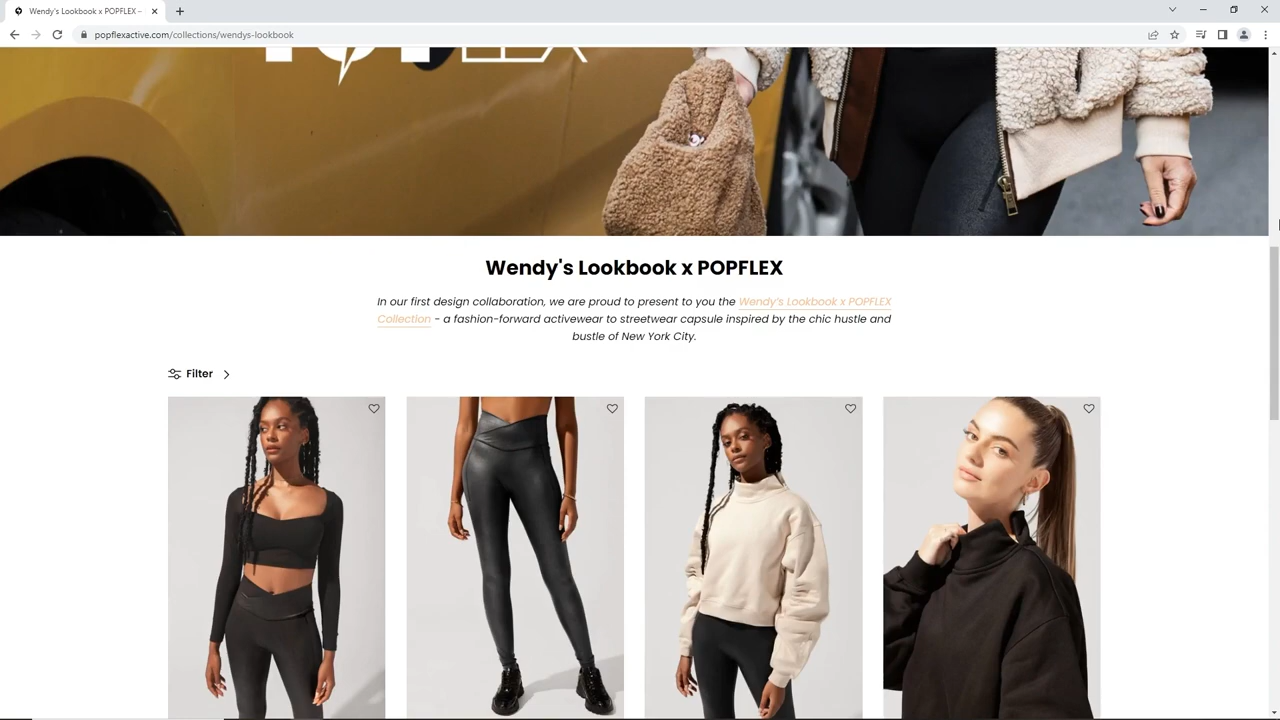 Wendy's Lookbook x POPFLEX –
popflexactive.com/collections/wendys-lookbook
Wendy's Lookbook x POPFLEX
In our first design collaboration, we are proud to present to you the Wendy's Lookbook x POPFLEX
Collection - a fashion-forward activewear to streetwear capsule inspired by the chic hustle and
bustle of New York City.
Filter